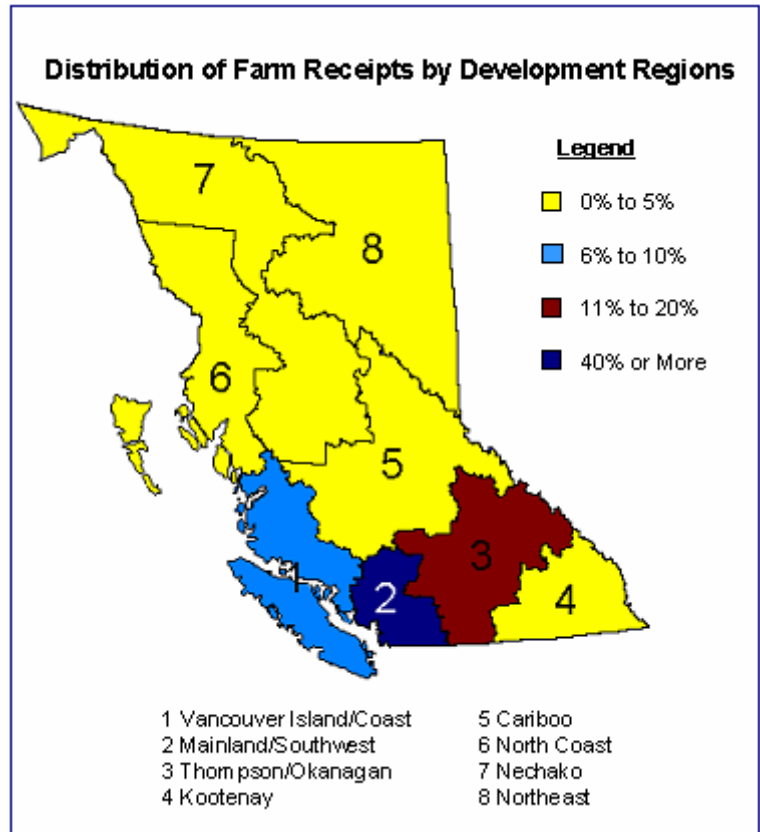 Distribution of Farm Receipts by Development Regions
Legend
0% to 5%
6% to 10%
11% to 20%
40% or More
7
8
6
5
3
1
2
4
1 Vancouver Island/Coast
2 Mainland/Southwest
3 Thompson/Okanagan
4 Kootenay
5 Cariboo
6 North Coast
7 Nechako
8 Northeast